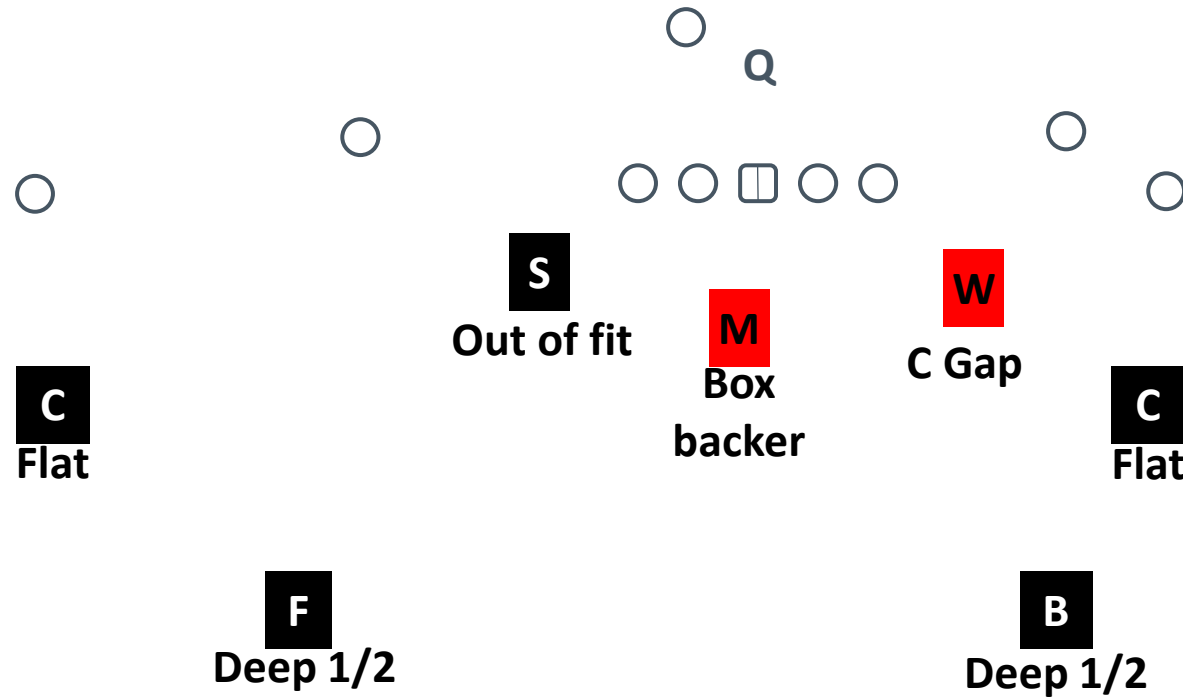 Q
S
Out of fit
M
Box
backer
W
C Gap
C
Flat
C
Flat
F
Deep 1/2
B
Deep 1/2